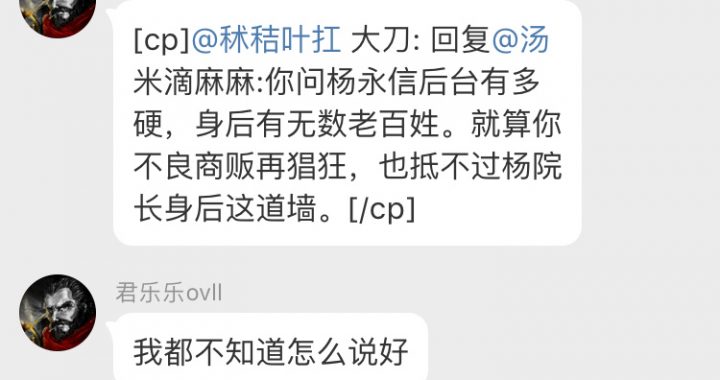 [cp]@秫秸叶扛 大刀: 回复@汤
米滴麻麻:你问杨永信后台有多
硬，身后有无数老百姓。就算你
不良商贩再猖狂，也抵不过杨院
长身后这道墙。[/cp]
君乐乐ovll
我都不知道怎么说好